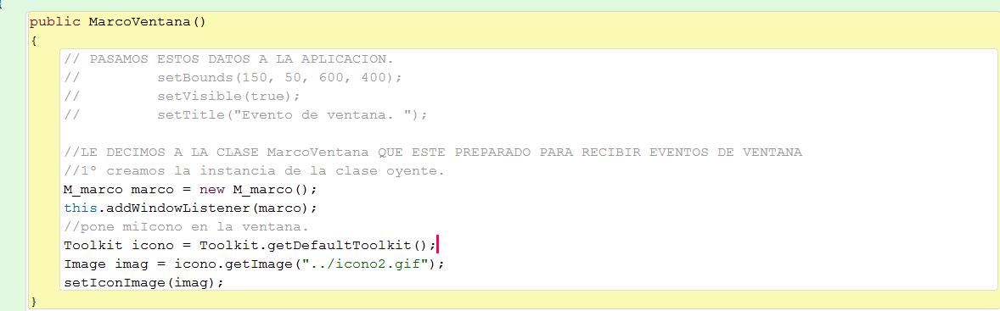 public MarcoVentana()
{
// PASAMOS ESTOS DATOS A LA APLICACION.
//         setBounds(150, 50, 600, 400);
//         setVisible(true);
//         setTitle("Evento de ventana. ");
//LE DECIMOS A LA CLASE MarcoVentana QUE ESTE PREPARADO PARA RECIBIR EVENTOS DE VENTANA
//1º creamos la instancia de la clase oyente.
M_marco marco = new M_marco();
this.addWindowListener(marco);
//pone miIcono en la ventana.
Toolkit icono = Toolkit.getDefaultToolkit();
Image imag = icono.getImage("../icono2.gif");
setIconImage(imag);
}